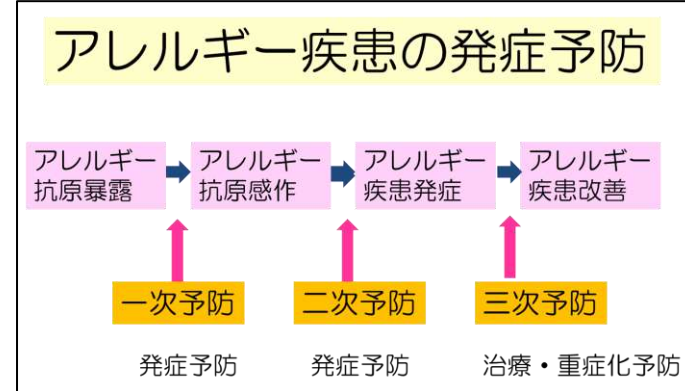 アレルギー疾患の発症予防
アレルギー
抗原暴露
アレルギー
抗原感作
アレルギー
疾患発症
アレルギー
疾患改善
一次予防
二次予防
三次予防
発症予防
発症予防
治療・重症化予防